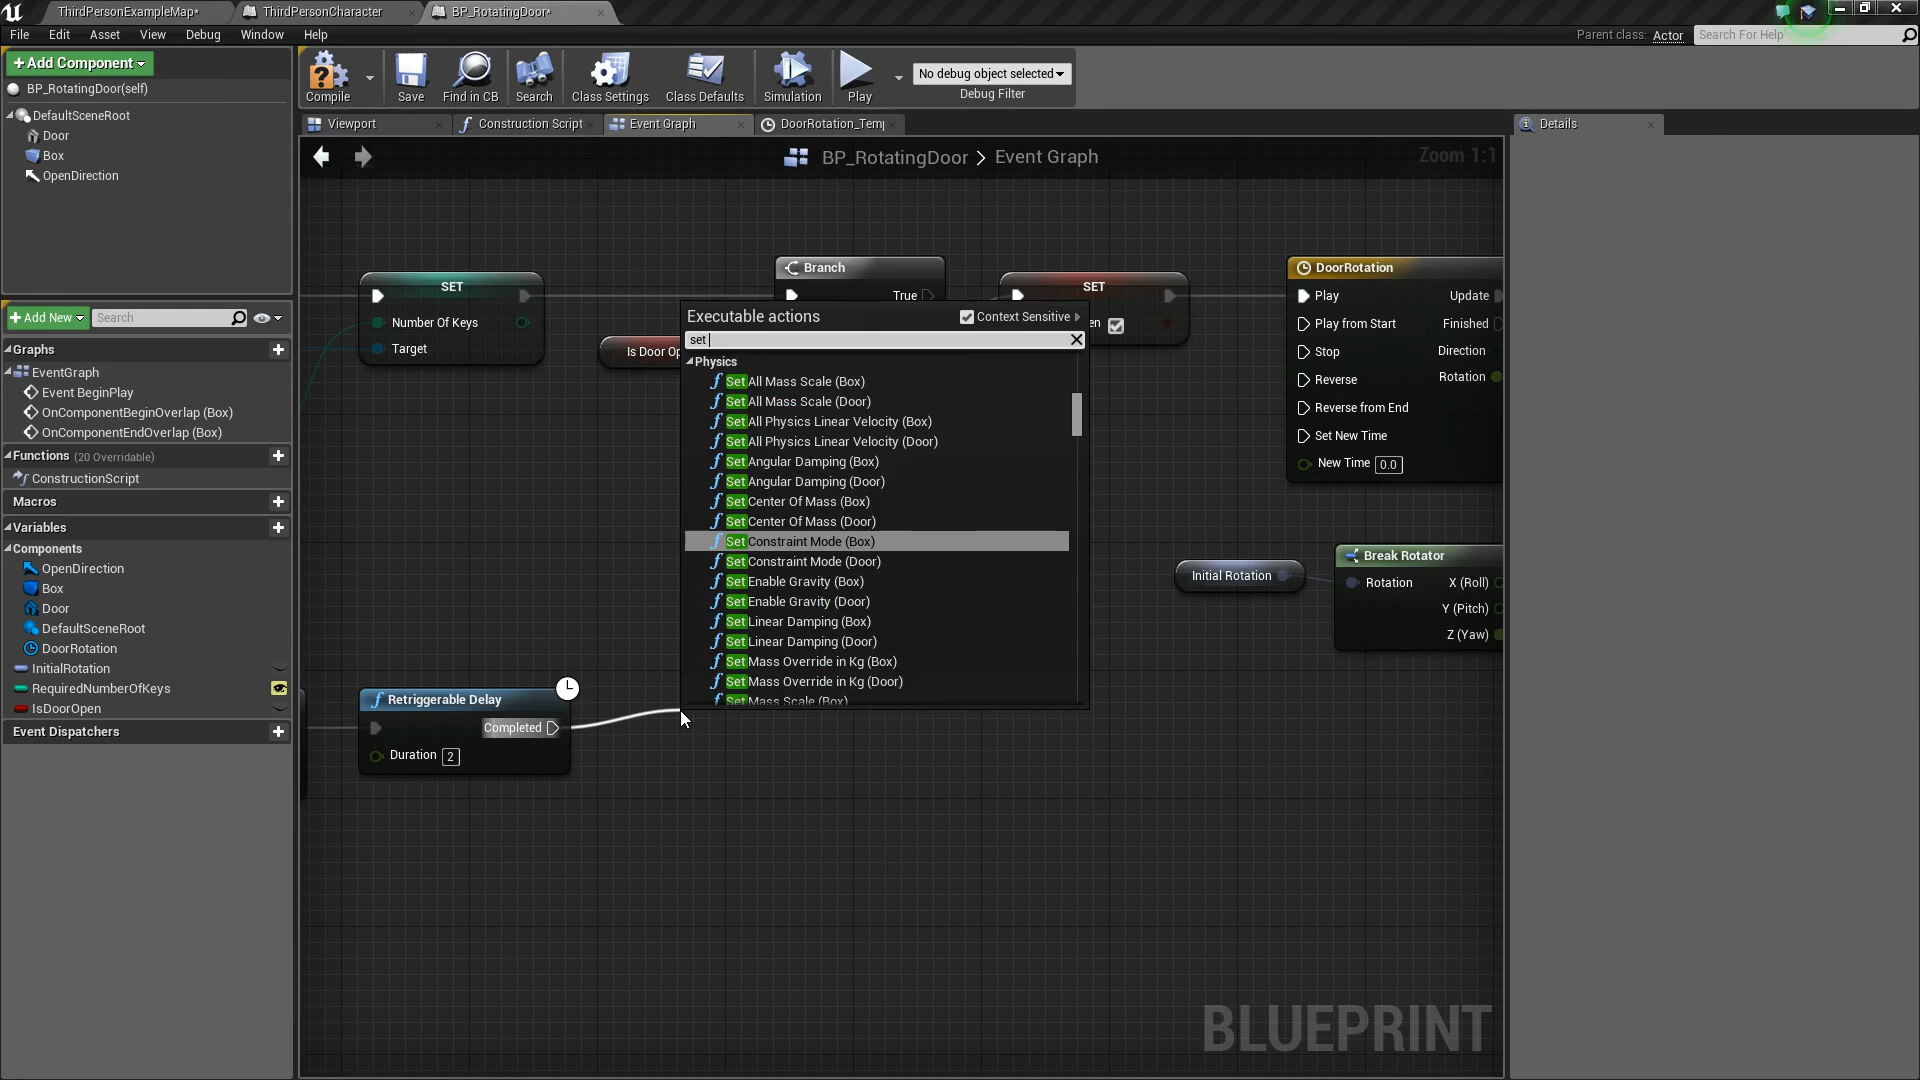 ThirdPersonExampleMap*
ThirdPersonCharacter
BP_RotatingDoor*
File Edit Asset View Debug Window Help
Parent class: Actor
Search For Help
+Add Component
BP_RotatingDoor(self)
DefaultSceneRoot
Door
Box
OpenDirection
Compile
Save
Find in CB
Search
Class Settings
Class Defaults
Simulation
Play
No debug object selected
Debug Filter
Viewport
Construction Script
Event Graph
DoorRotation_Temp
Details
BP_RotatingDoor > Event Graph
Zoom 1:1
+Add New
Search
Graphs
EventGraph
Event BeginPlay
OnComponentBeginOverlap (Box)
OnComponentEndOverlap (Box)
Functions (20 Overridable)
ConstructionScript
Macros
Variables
Components
OpenDirection
Box
Door
DefaultSceneRoot
DoorRotation
InitialRotation
RequiredNumberOfKeys
IsDoorOpen
Event Dispatchers
SET
Number Of Keys
Target
Branch
True
Is Door Op
SET
en
DoorRotation
Play Update
Play from Start Finished
Stop Direction
Reverse Rotation
Reverse from End
Set New Time
New Time 0.0
Executable actions
Context Sensitive
set
Physics
Set All Mass Scale (Box)
Set All Mass Scale (Door)
Set All Physics Linear Velocity (Box)
Set All Physics Linear Velocity (Door)
Set Angular Damping (Box)
Set Angular Damping (Door)
Set Center Of Mass (Box)
Set Center Of Mass (Door)
Set Constraint Mode (Box)
Set Constraint Mode (Door)
Set Enable Gravity (Box)
Set Enable Gravity (Door)
Set Linear Damping (Box)
Set Linear Damping (Door)
Set Mass Override in Kg (Box)
Set Mass Override in Kg (Door)
Set Mass Scale (Box)
Initial Rotation
Break Rotator
Rotation X (Roll)
Y (Pitch)
Z (Yaw)
Retriggerable Delay
Completed
Duration 2
BLUEPRINT